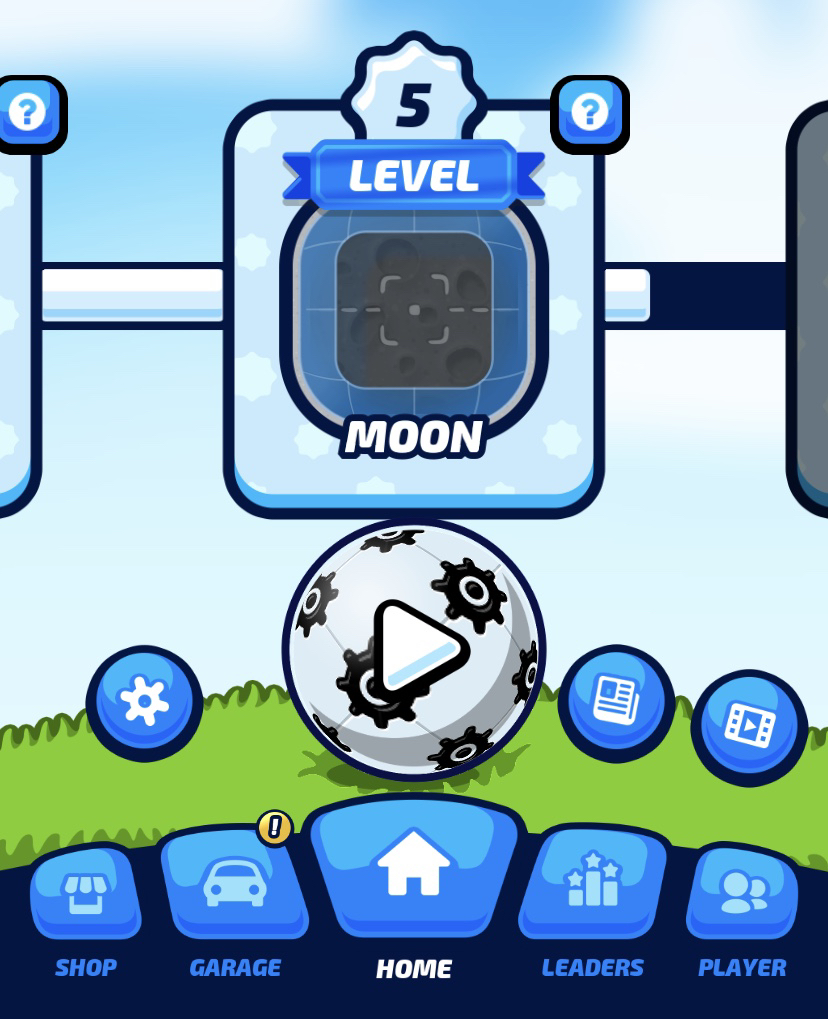 5
?
?
LEVEL
MOON
!
SHOP
GARAGE
HOME
LEADERS
PLAYER